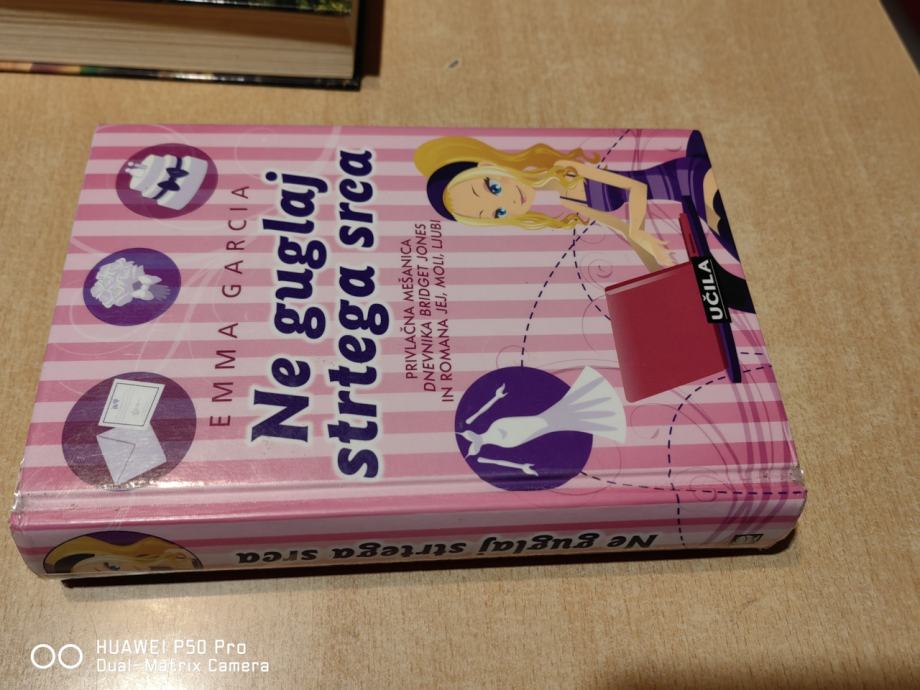 EMMA GARCIA
Ne guglaj
strtega srca
PRIVLAČNA MEŠANICA
DNEVNIKA BRIDGET JONES
IN ROMANA JEJ, MOLI, LJUBI
UČILA
Ne guglaj strtega srca
HUAWEI P50 Pro
Dual-Matrix Camera